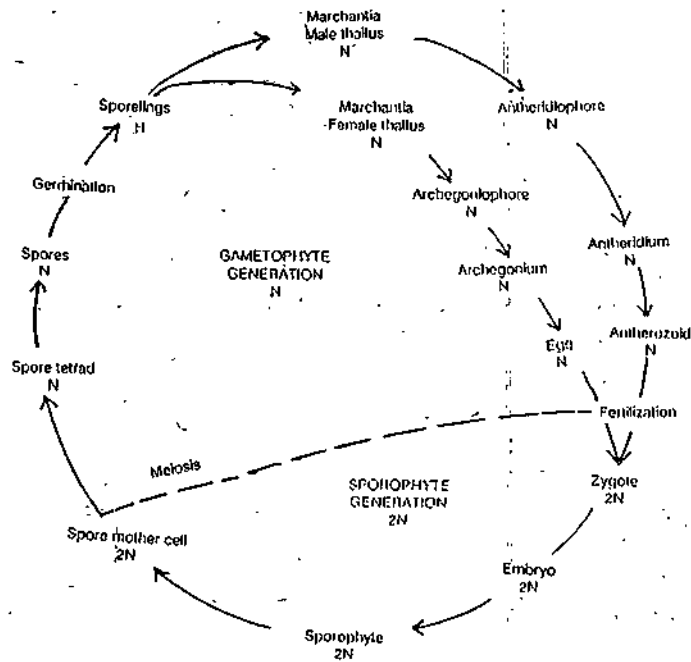 Marchantia
Male thallus
N
Sporelings
N
Marchantia
Female thallus
N
Antheridiophore
N
Germination
Archegoniophore
N
Spores
N
GAMETOPHYTE
GENERATION
N
Archegonium
N
Antheridium
N
Spore tetrad
N
Egg
N
Antherozoid
N
Fertilization
Meiosis
SPOROPHYTE
GENERATION
2N
Zygote
2N
Spore mother cell
2N
Embryo
2N
Sporophyte
2N